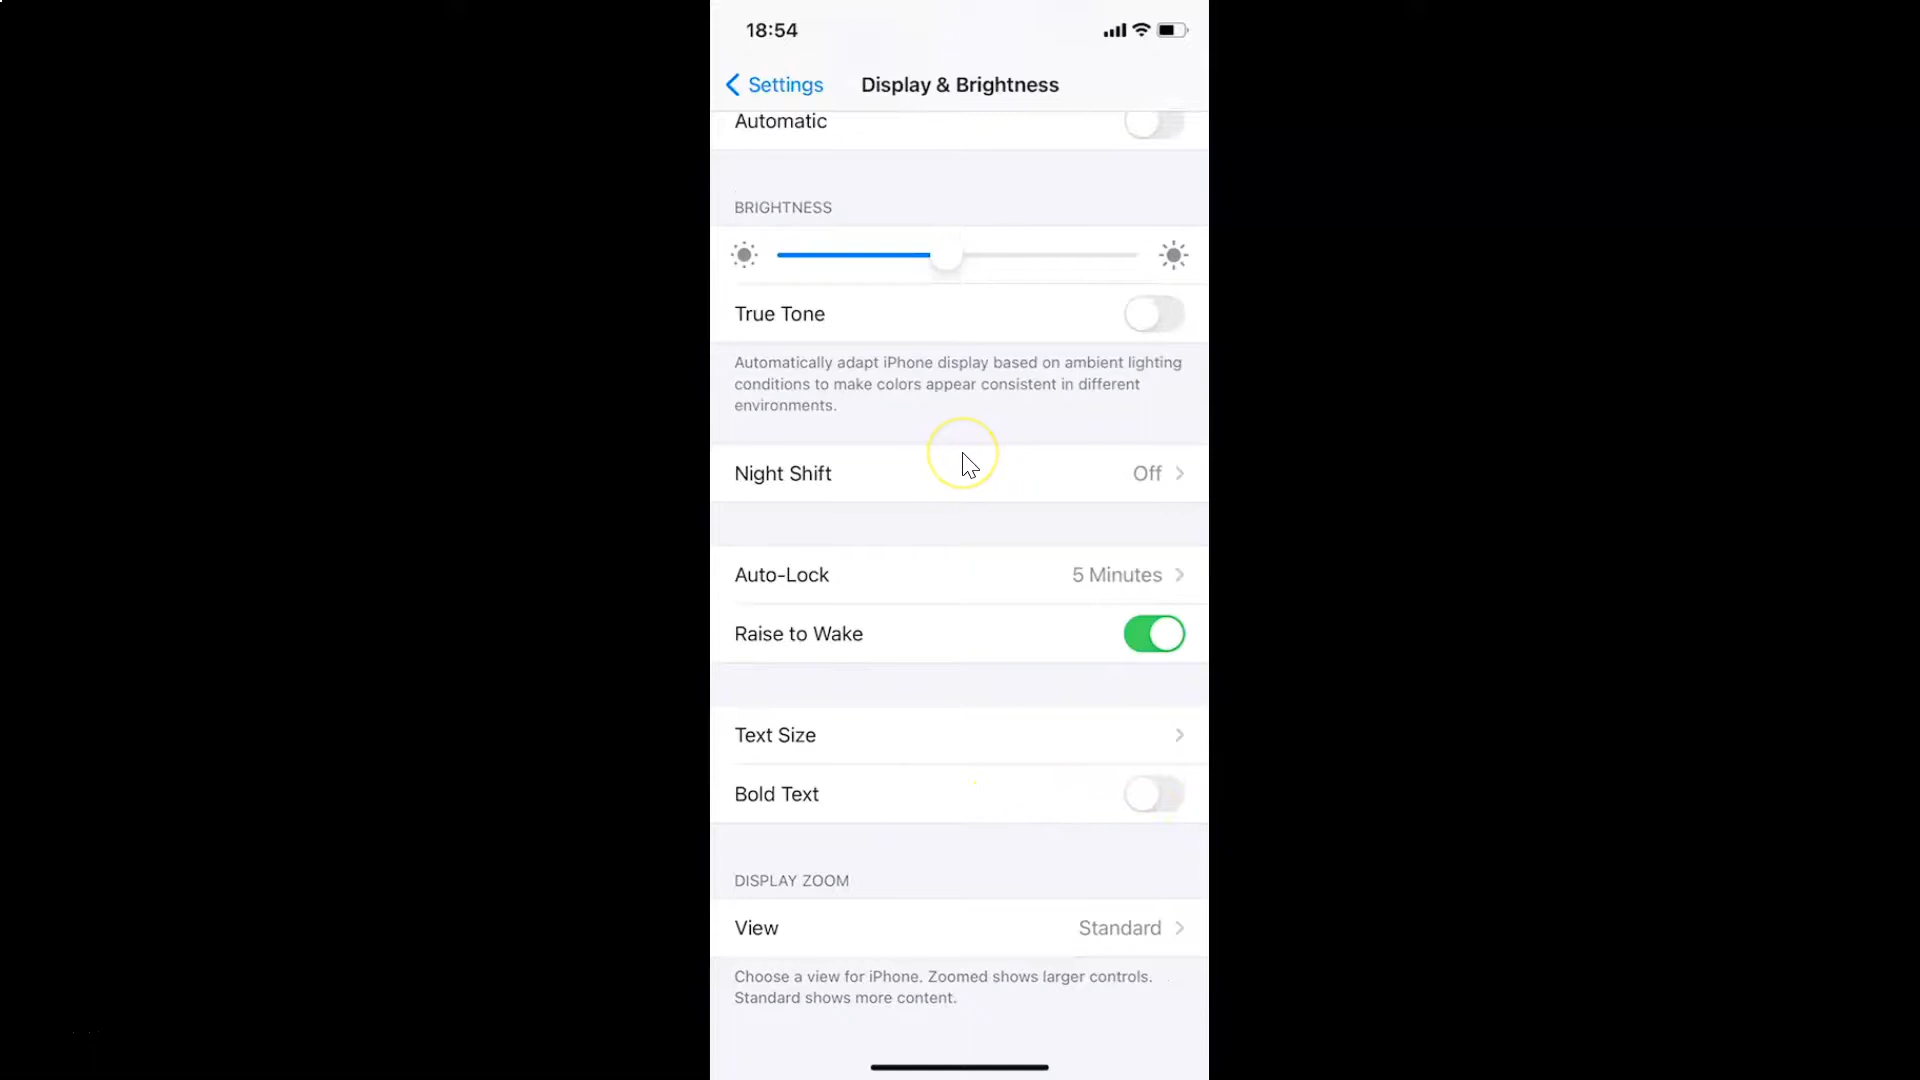 18:54
Settings
Display & Brightness
Automatic
BRIGHTNESS
True Tone
Automatically adapt iPhone display based on ambient lighting
conditions to make colors appear consistent in different
environments.
Night Shift Off
Auto-Lock 5 Minutes
Raise to Wake
Text Size
Bold Text
DISPLAY ZOOM
View Standard
Choose a view for iPhone. Zoomed shows larger controls.
Standard shows more content.